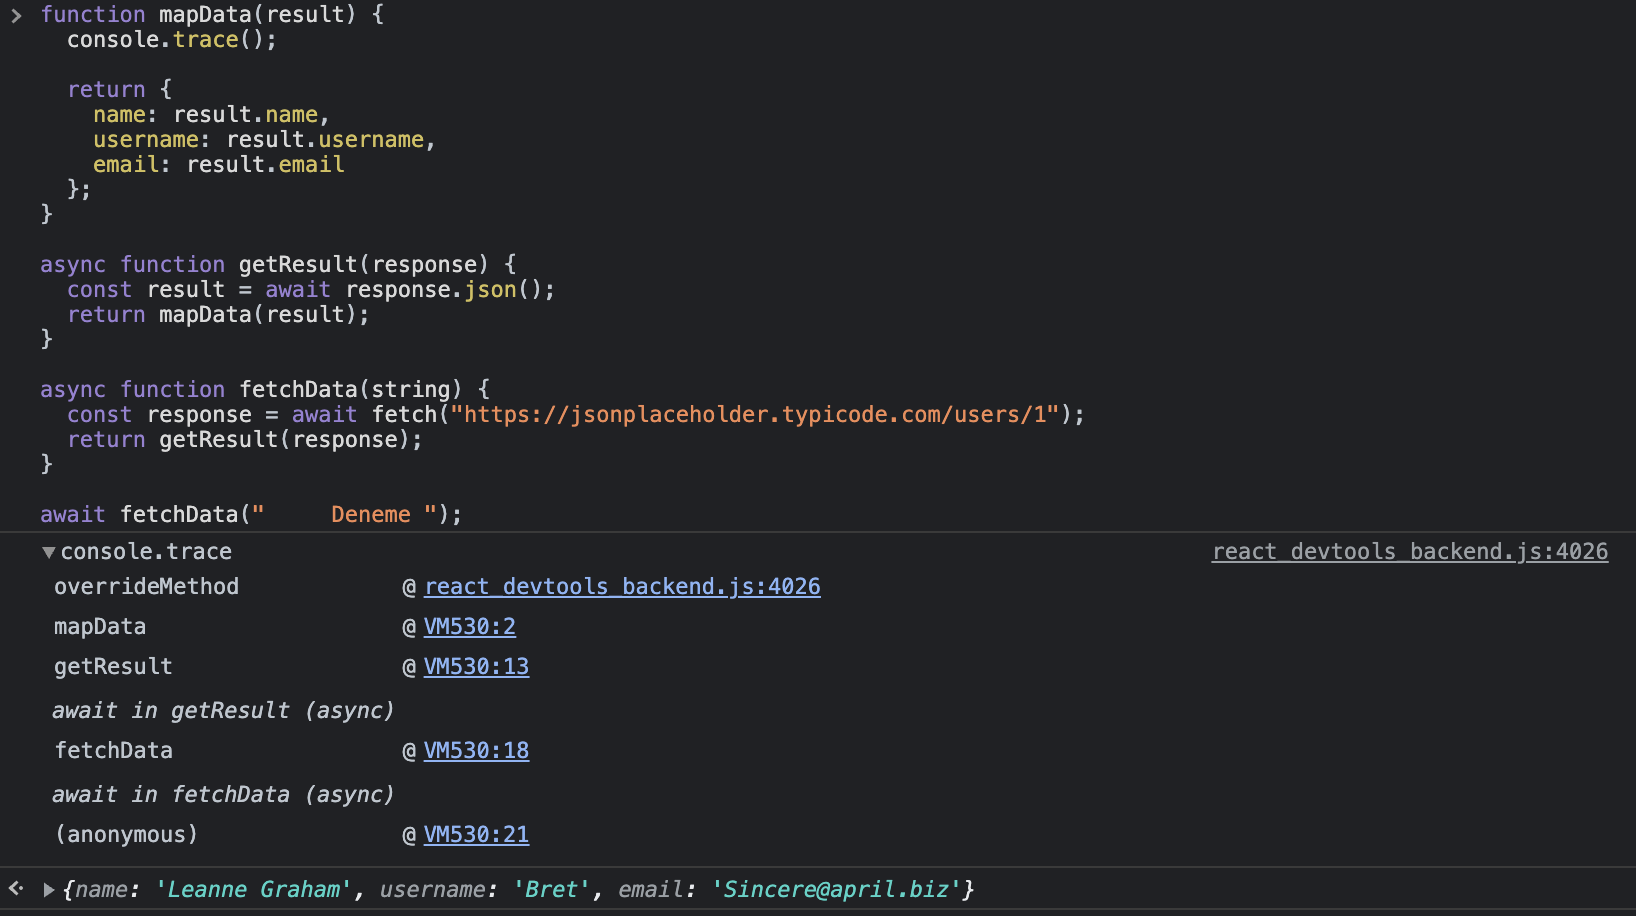 function mapData(result) {
  console.trace();

  return {
    name: result.name,
    username: result.username,
    email: result.email
  };
}

async function getResult(response) {
  const result = await response.json();
  return mapData(result);
}

async function fetchData(string) {
  const response = await fetch("https://jsonplaceholder.typicode.com/users/1");
  return getResult(response);
}

await fetchData("     Deneme ");
console.trace react_devtools_backend.js:4026
overrideMethod @ react_devtools_backend.js:4026
mapData @ VM530:2
getResult @ VM530:13
await in getResult (async)
fetchData @ VM530:18
await in fetchData (async)
(anonymous) @ VM530:21
{name: 'Leanne Graham', username: 'Bret', email: 'Sincere@april.biz'}